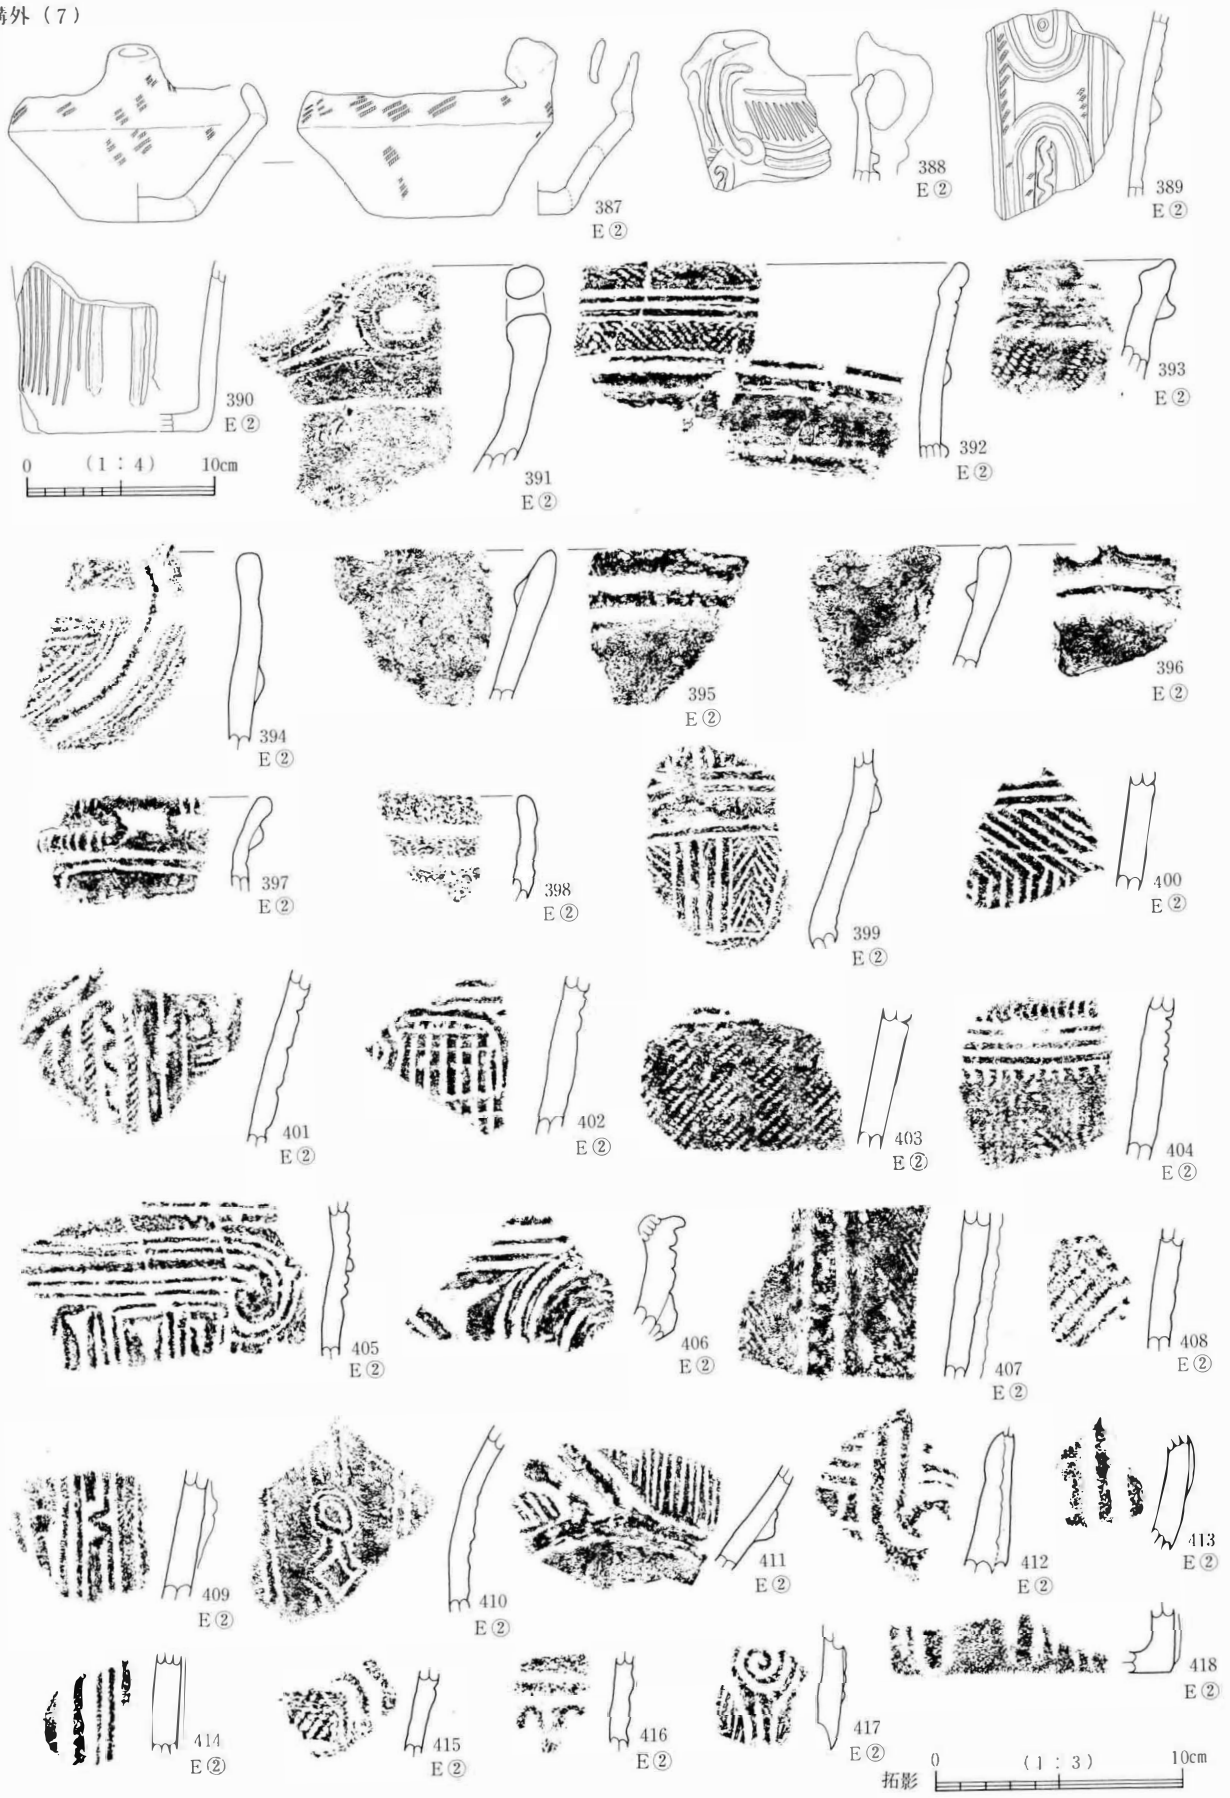 構外（7）
387
E②
388
E②
389
E②
390
E②
0 （1：4） 10cm
391
E②
392
E②
393
E②
394
E②
395
E②
396
E②
397
E②
398
E②
399
E②
400
E②
401
E②
402
E②
403
E②
404
E②
405
E②
406
E②
407
E②
408
E②
409
E②
410
E②
411
E②
412
E②
413
E②
414
E②
415
E②
416
E②
417
E②
418
E②
拓影 0 （1：3） 10cm